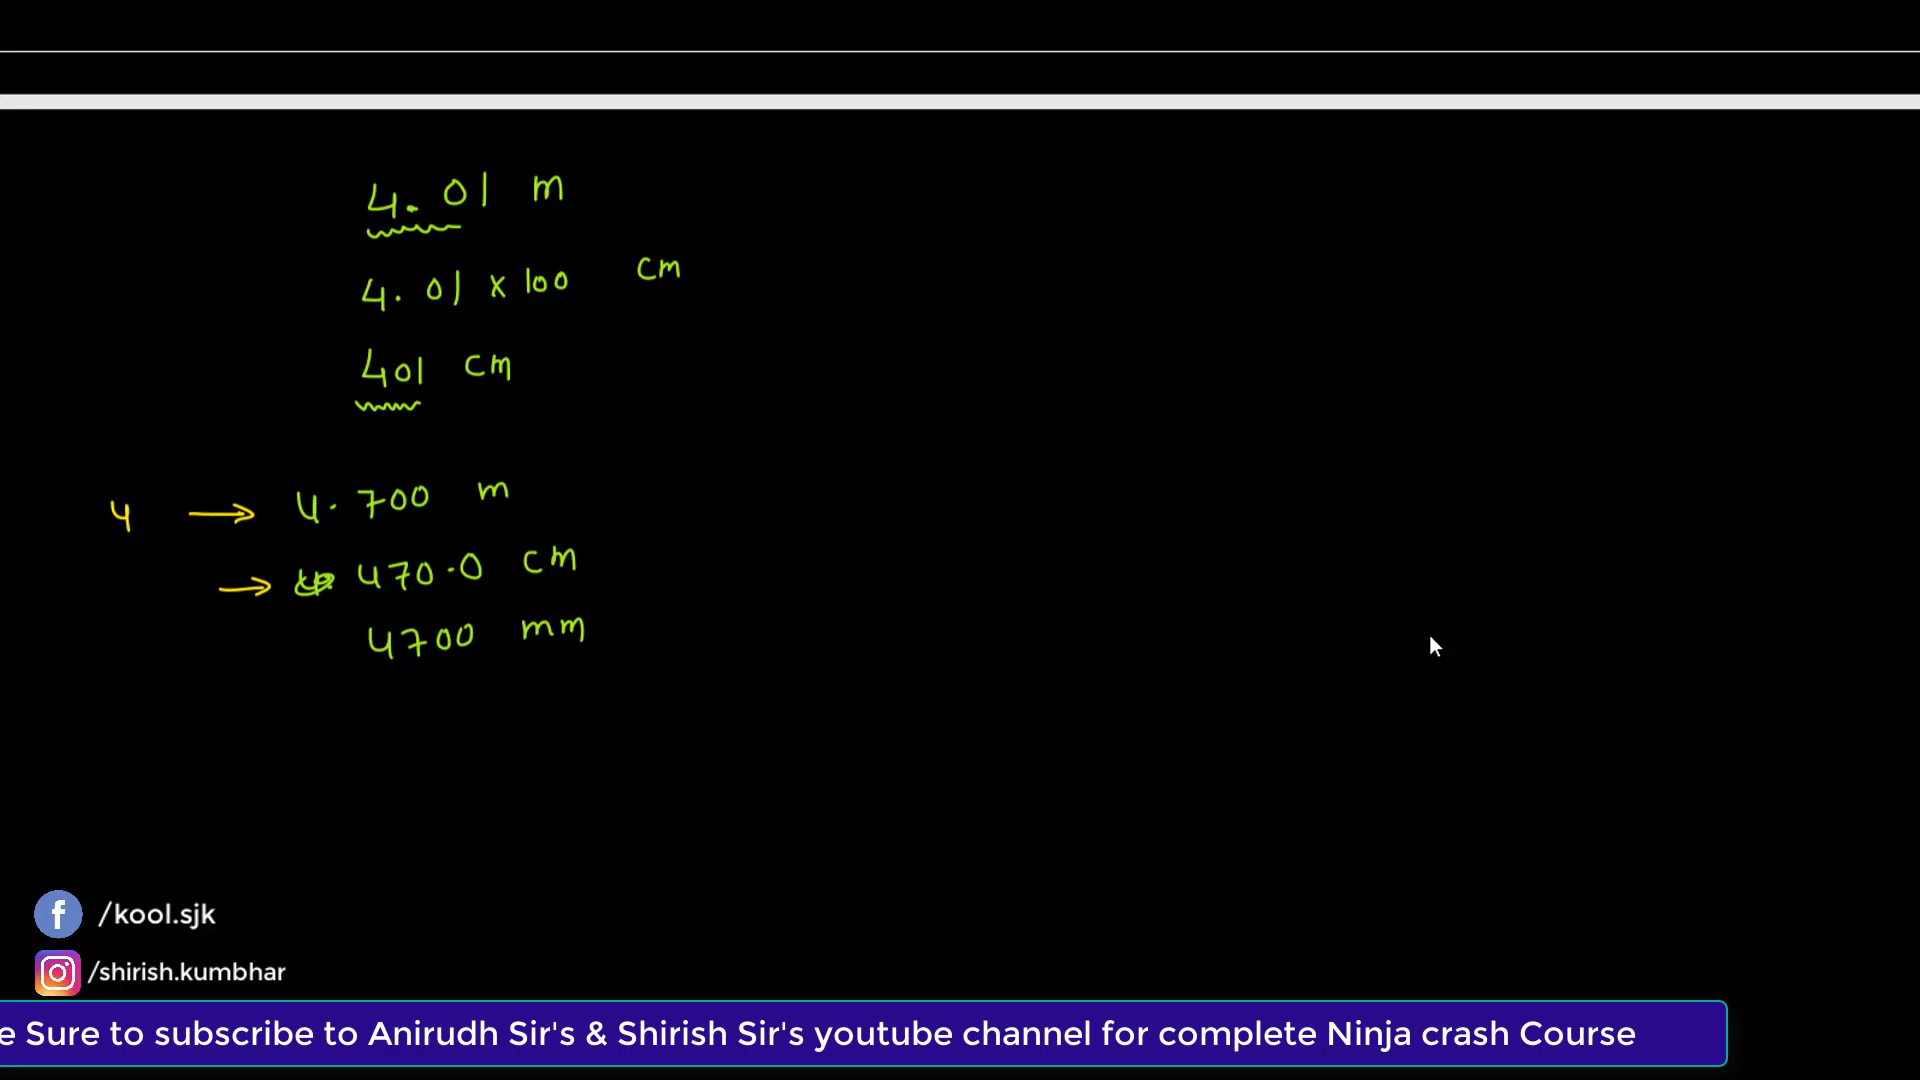 4.01 m
4.01 x 100 cm
401 cm
4 → 4.700 m
→ 470.0 cm
4700 mm
/kool.sjk
/shirish.kumbhar
e Sure to subscribe to Anirudh Sir's & Shirish Sir's youtube channel for complete Ninja crash Course